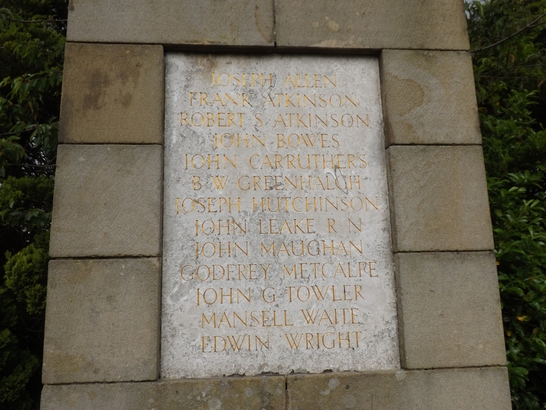 JOSEPH ALLEN
FRANK ATKINSON
ROBERT S ATKINSON
JOHN BOWES
JOHN CARRUTHERS
B W GREENHALGH
JOSEPH HUTCHINSON
JOHN LEAKE R N
JOHN MAUGHAN
GODFREY METCALFE
JOHN G TOWLER
MANSELL WAITE
EDWIN WRIGHT